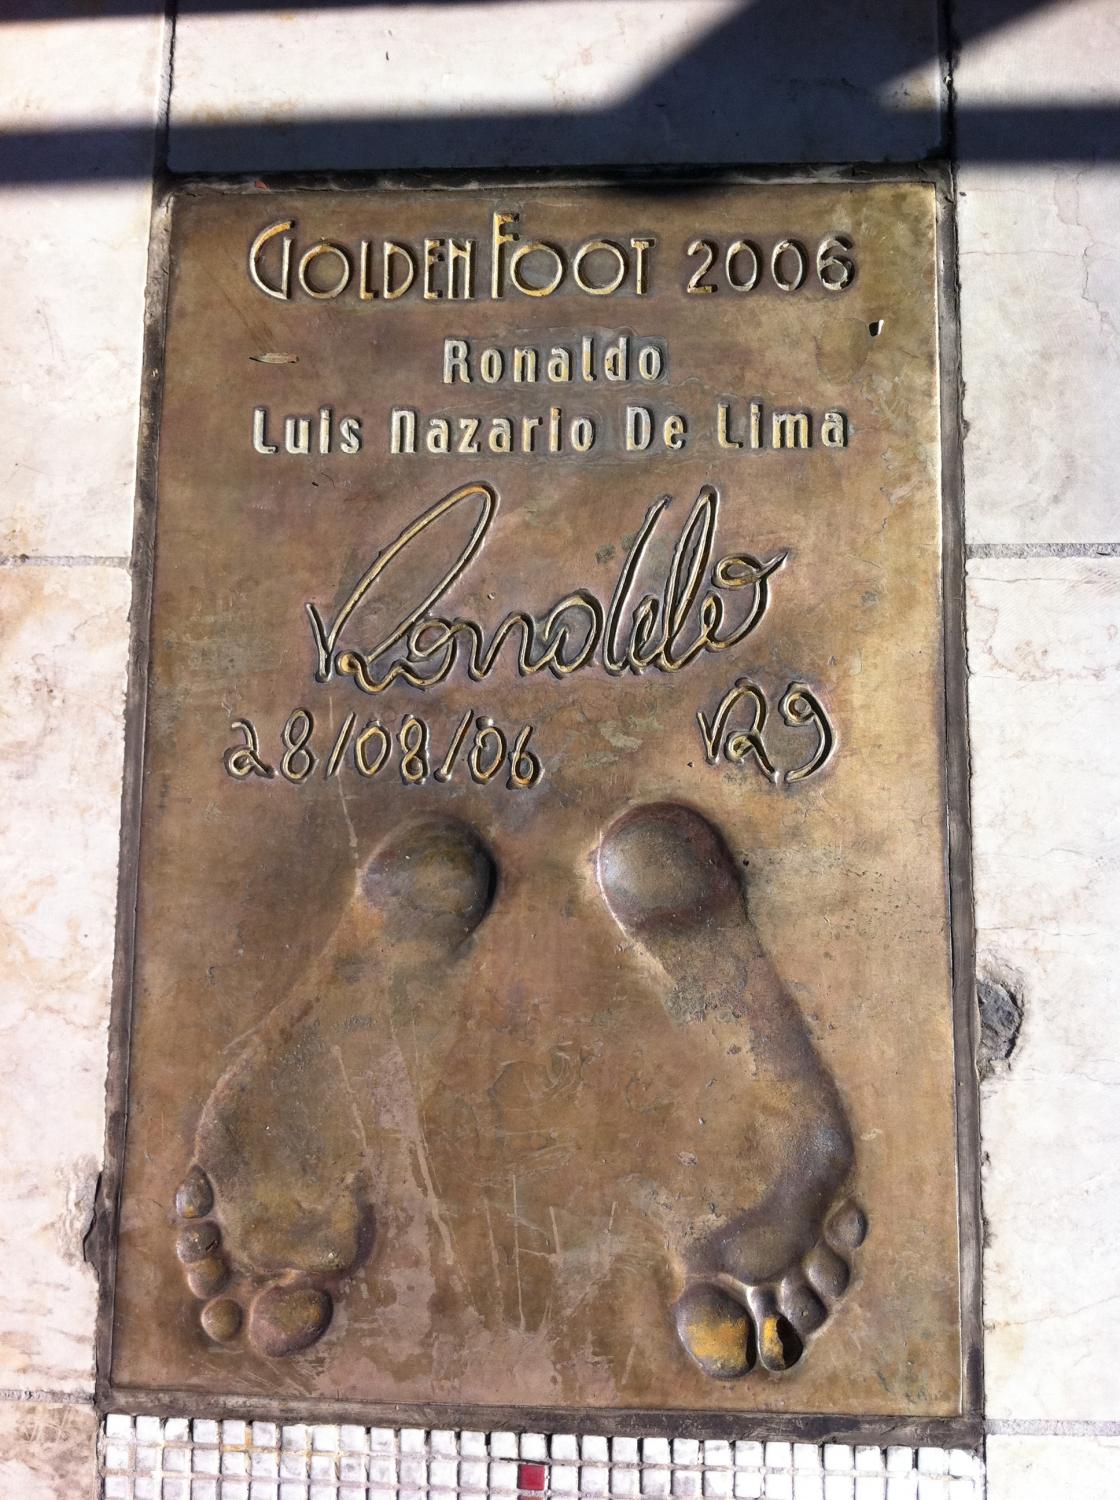 GOLDEN FOOT 2006
Ronaldo
Luis Nazario De Lima
Ronaldo
28/08/06 R9